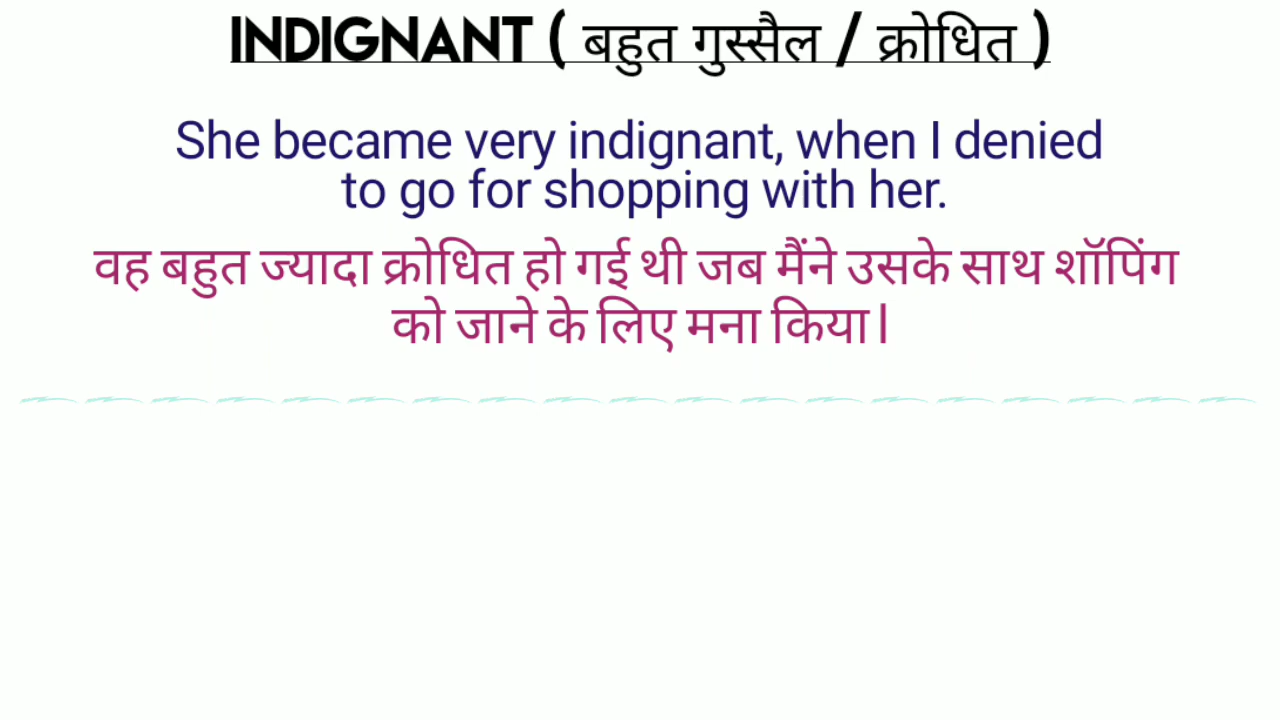 INDIGNANT ( बहुत गुस्सैल / क्रोधित )
She became very indignant, when I denied
to go for shopping with her.
वह बहुत ज्यादा क्रोधित हो गई थी जब मैंने उसके साथ शॉपिंग
को जाने के लिए मना किया।